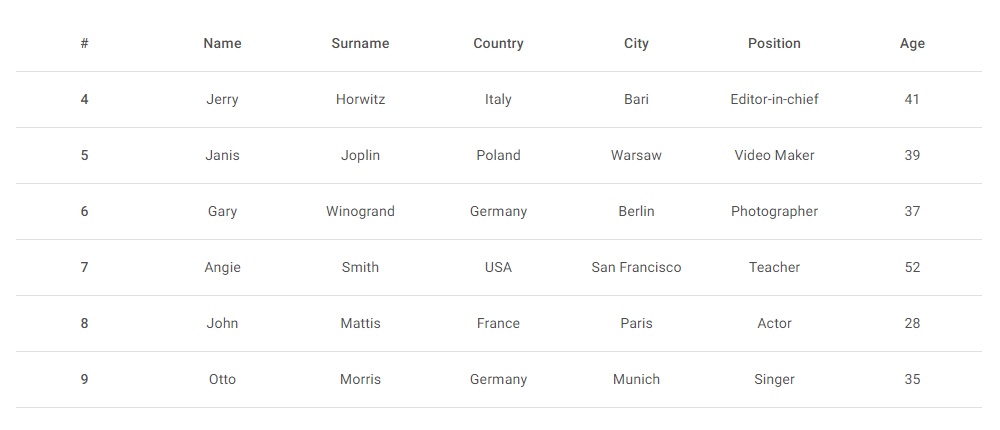 # Name Surname Country City Position Age
4 Jerry Horwitz Italy Bari Editor-in-chief 41
5 Janis Joplin Poland Warsaw Video Maker 39
6 Gary Winogrand Germany Berlin Photographer 37
7 Angie Smith USA San Francisco Teacher 52
8 John Mattis France Paris Actor 28
9 Otto Morris Germany Munich Singer 35